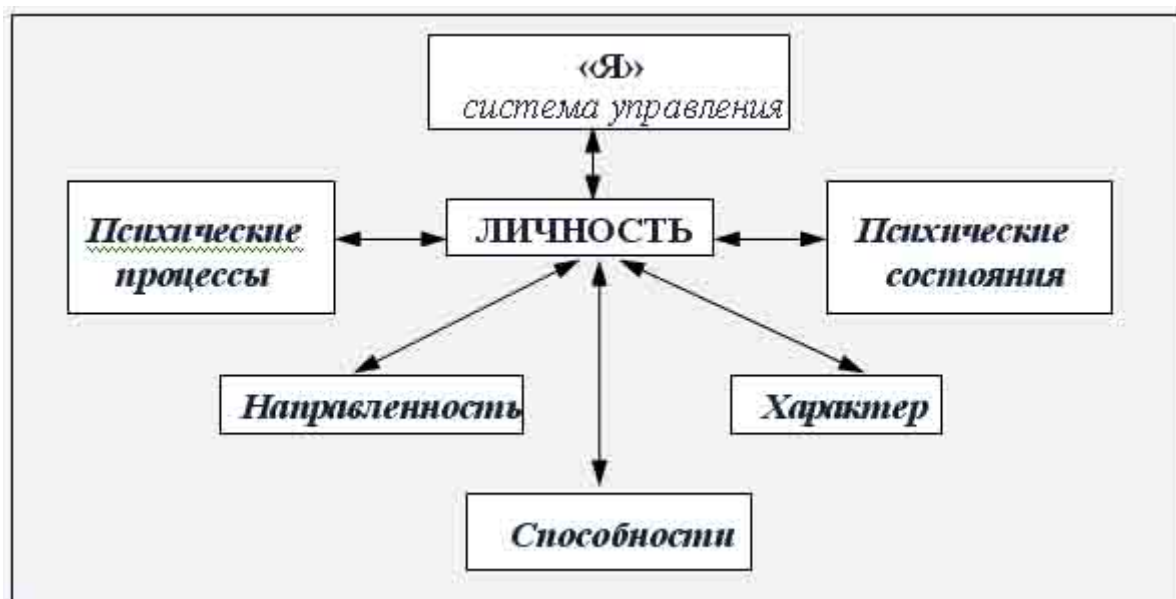 «Я»
система управления
Психические
процессы
ЛИЧНОСТЬ
Психические
состояния
Направленность
Характер
Способности